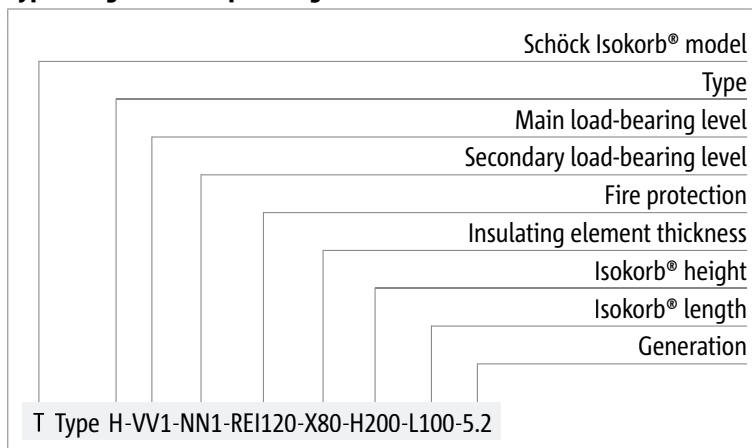 Schöck Isokorb® model
Type
Main load-bearing level
Secondary load-bearing level
Fire protection
Insulating element thickness
Isokorb® height
Isokorb® length
Generation
T Type H-VV1-NN1-REI120-X80-H200-L100-5.2